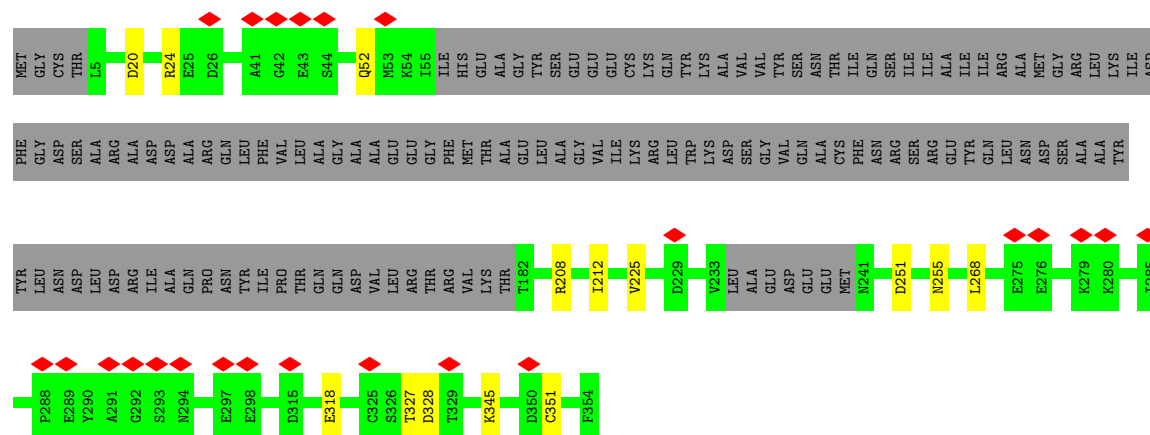 MET GLY CYS THR L5 D20 R24 E25 D26 A41 G42 E43 S44 Q52 M53 K54 I55 ILE HIS GLU ALA GLY TYR SER GLU GLU GLU CYS LYS GLN TYR LYS ALA VAL VAL TYR SER ASN THR ILE GLN SER ILE ILE ALA ILE ILE ARG ALA MET GLY ARG LEU LYS ILE ASP
PHE GLY ASP SER ALA ARG ALA ASP ASP ALA ARG GLN LEU PHE VAL LEU ALA GLY ALA ALA GLU GLU GLY PHE MET THR ALA GLU LEU ALA GLY VAL ILE LYS ARG LEU TRP LYS ASP SER GLY VAL GLN ALA CYS PHE ASN ARG SER ARG GLU TYR GLN LEU ASN ASP SER ALA ALA TYR
TYR LEU ASN ASP LEU ASP ARG ILE ALA GLN PRO ASN TYR ILE PRO THR GLN GLN ASP VAL LEU ARG THR ARG VAL LYS THR T182 R208 I212 V225 D229 V233 LEU ALA GLU ASP GLU GLU MET N241 D251 N255 L268 E275 E276 K279 K280 I285
P288 E289 Y290 A291 G292 S293 N294 E297 E298 D315 E318 C325 S326 T327 D328 T329 K345 D350 C351 F354